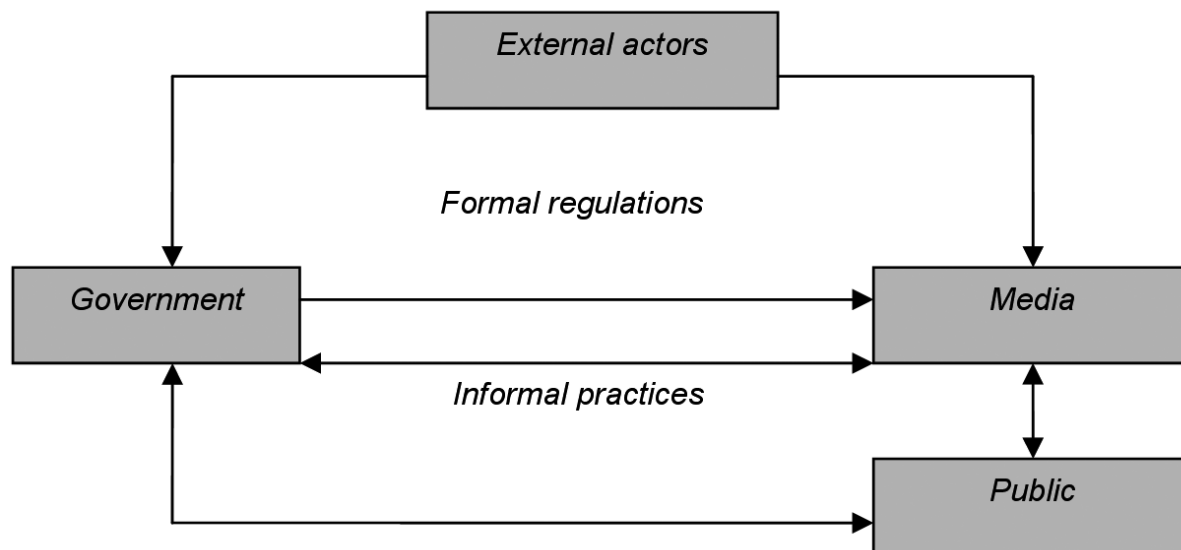 External actors
Formal regulations
Government
Media
Informal practices
Public